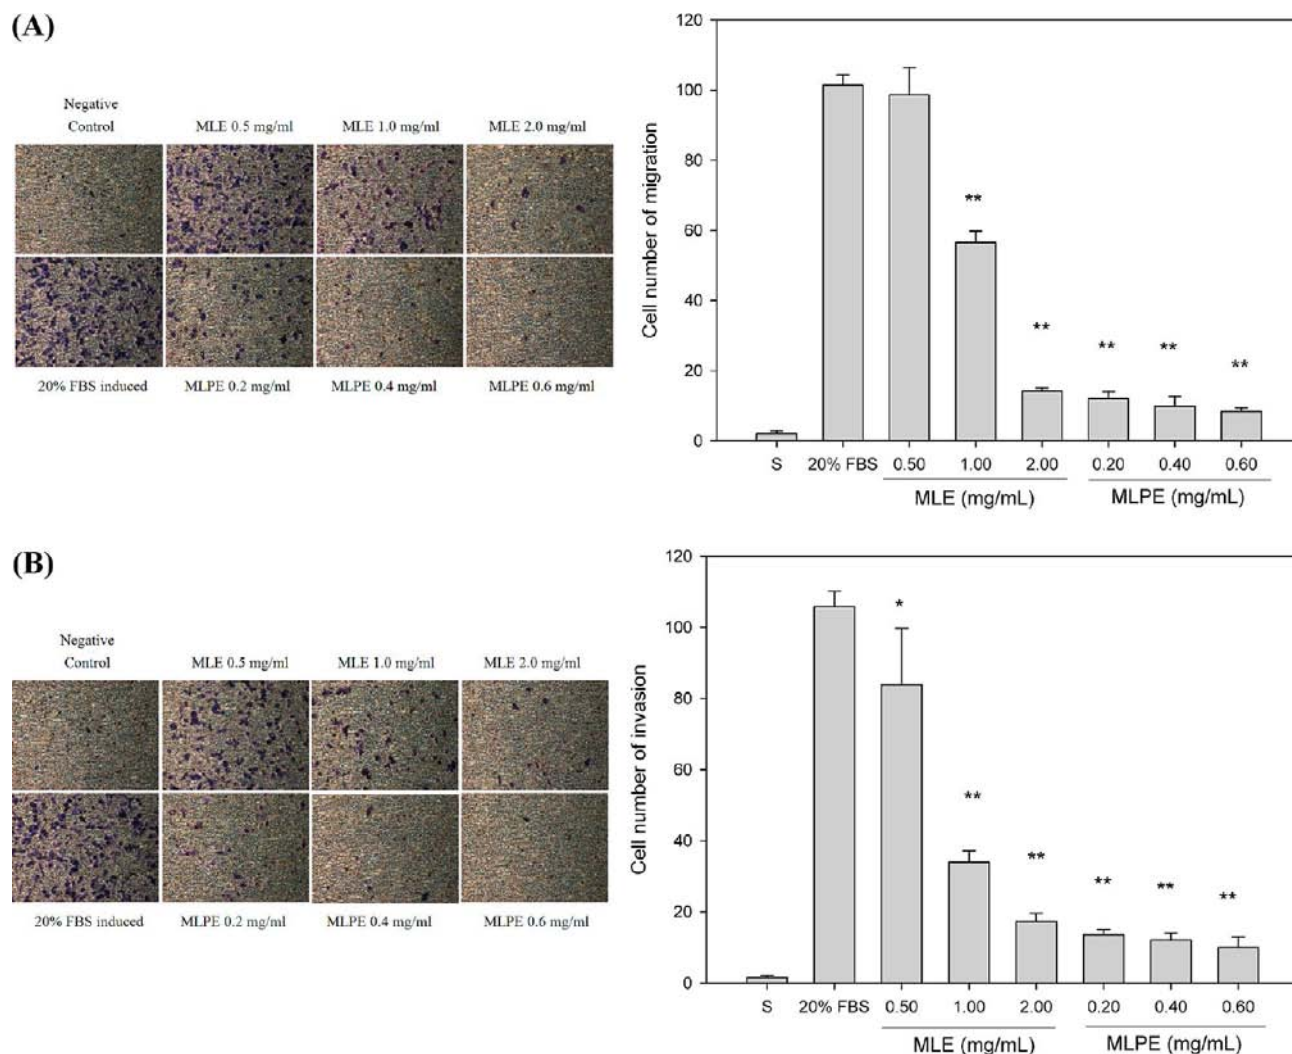 (A)
Negative
Control
MLE 0.5 mg/ml
MLE 1.0 mg/ml
MLE 2.0 mg/ml
20% FBS induced
MLPE 0.2 mg/ml
MLPE 0.4 mg/ml
MLPE 0.6 mg/ml
Cell number of migration
120
100
80
60
40
20
0
**
**
**
**
**
S
20% FBS
0.50
1.00
2.00
0.20
0.40
0.60
MLE (mg/mL)
MLPE (mg/mL)
(B)
Negative
Control
MLE 0.5 mg/ml
MLE 1.0 mg/ml
MLE 2.0 mg/ml
20% FBS induced
MLPE 0.2 mg/ml
MLPE 0.4 mg/ml
MLPE 0.6 mg/ml
Cell number of invasion
120
100
80
60
40
20
0
*
**
**
**
**
**
S
20% FBS
0.50
1.00
2.00
0.20
0.40
0.60
MLE (mg/mL)
MLPE (mg/mL)